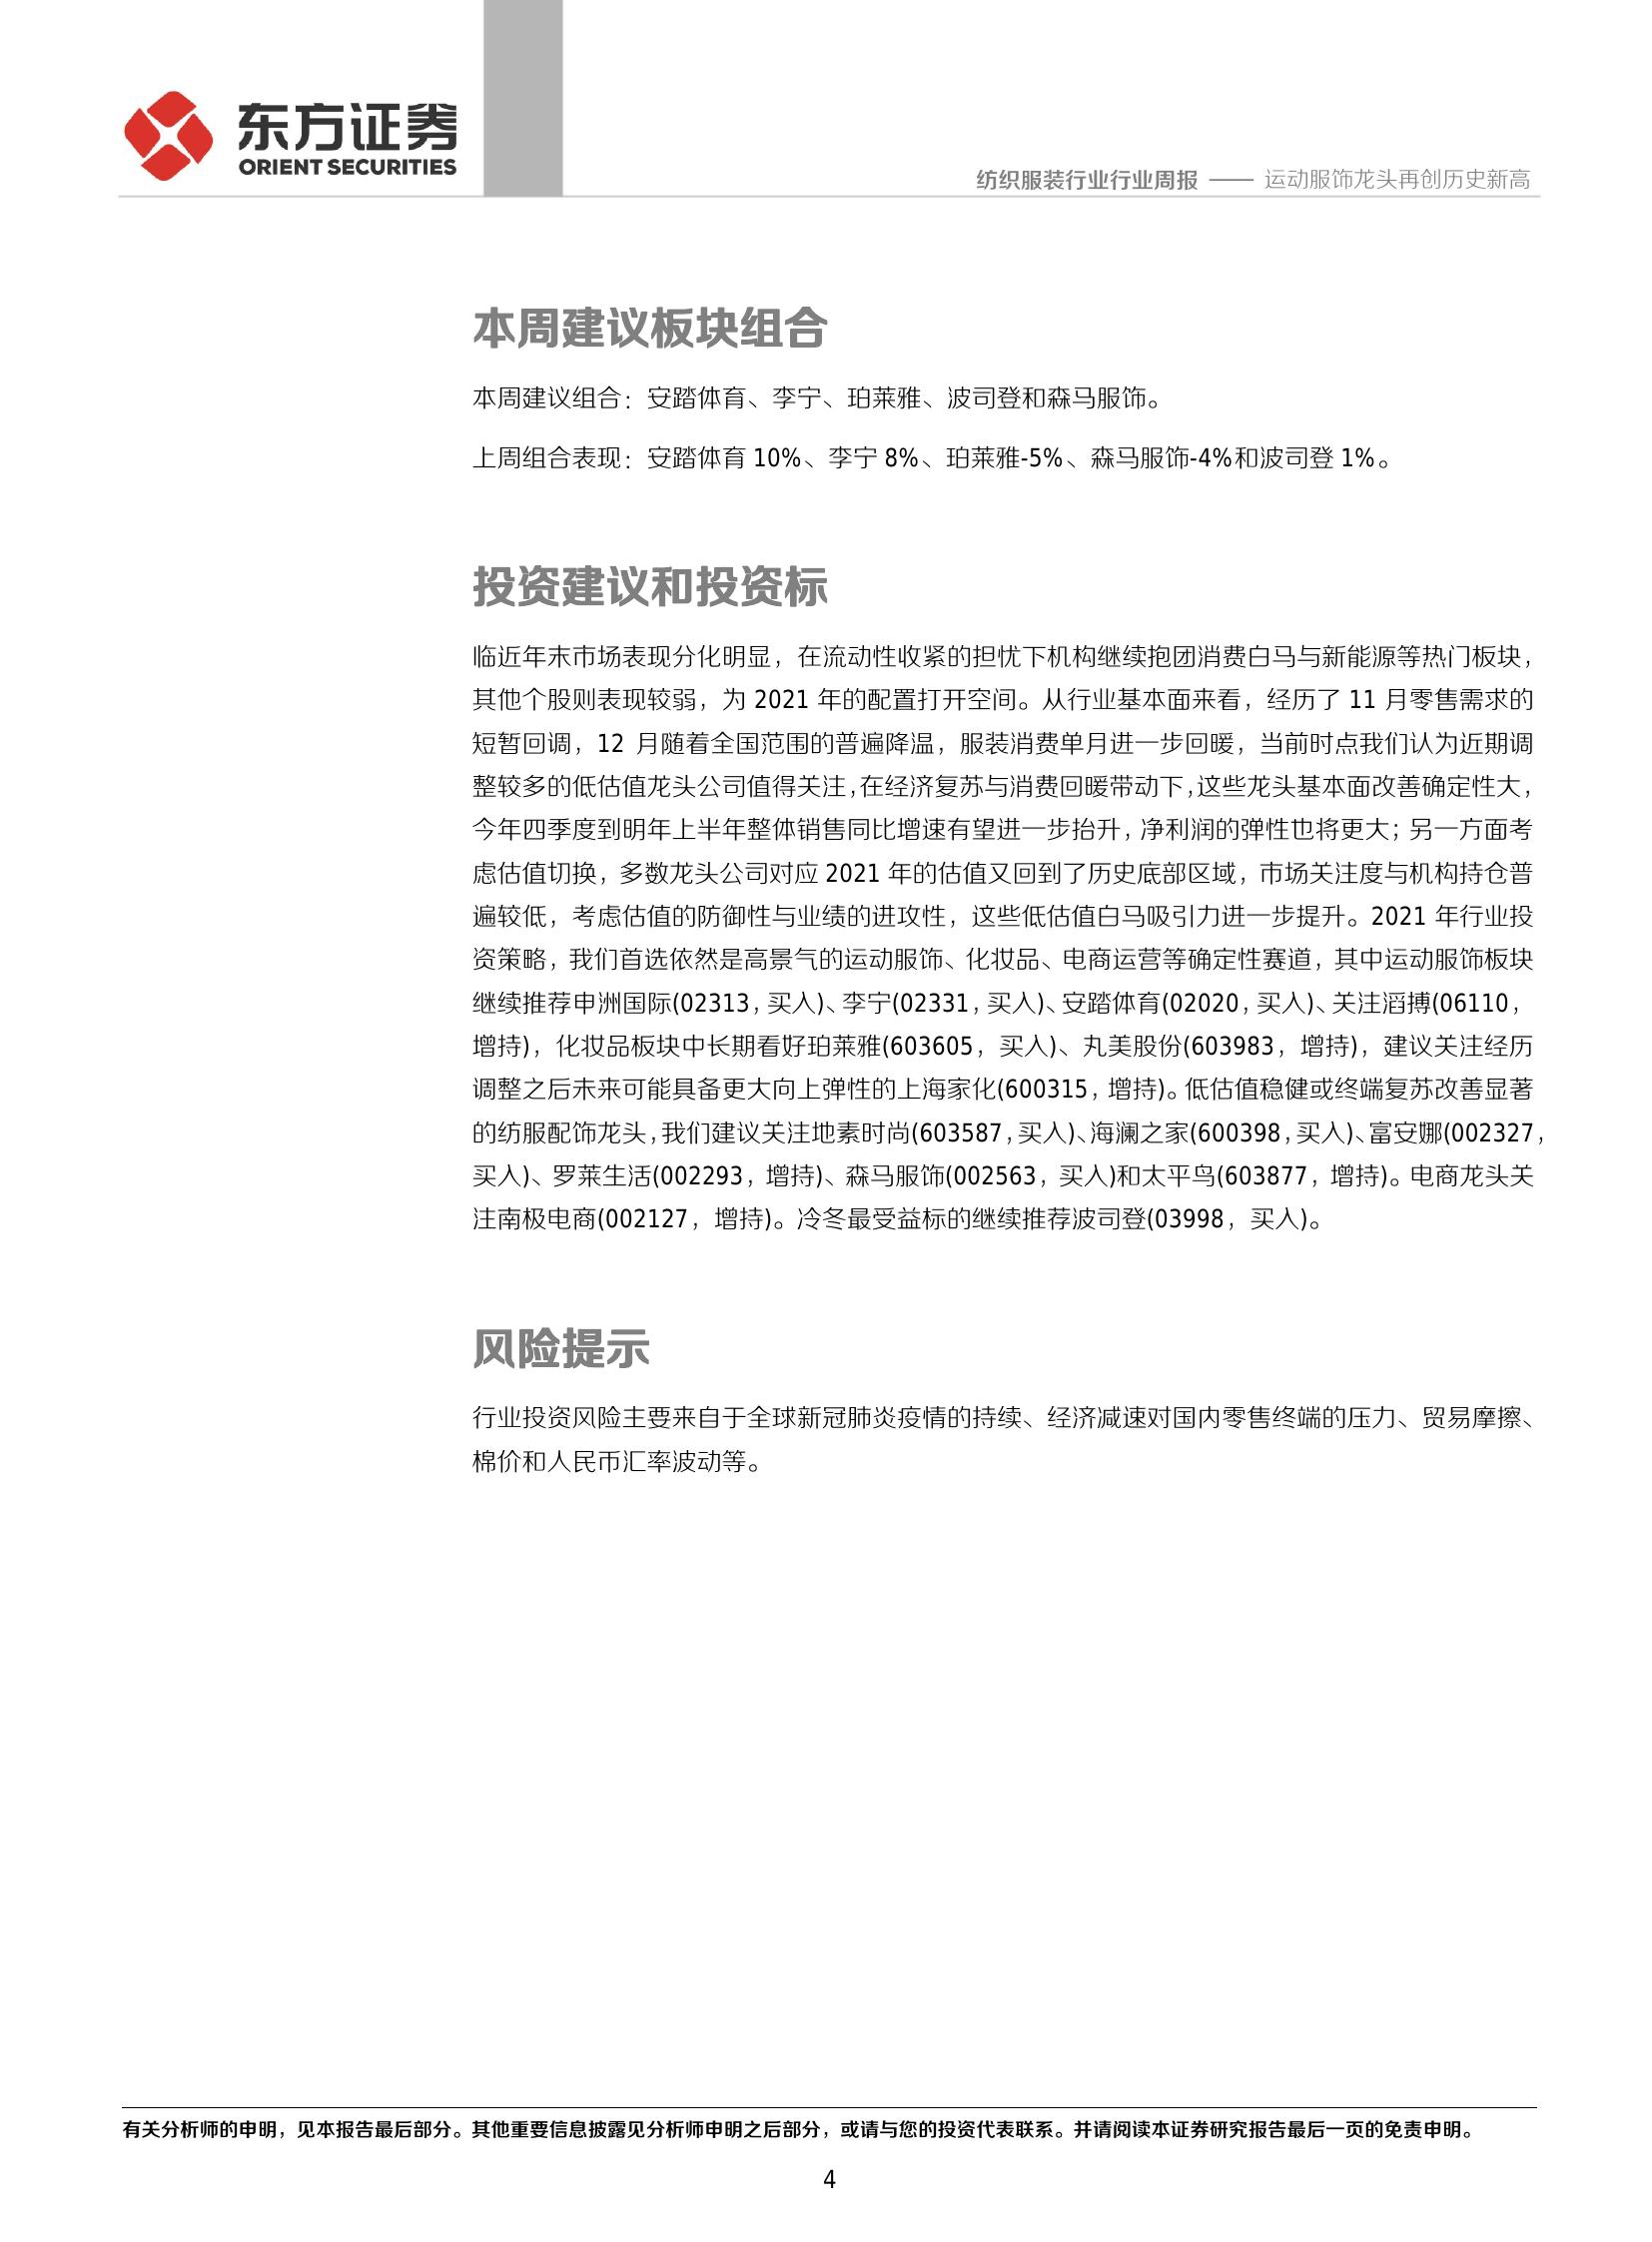 东方证券
ORIENT SECURITIES
纺织服装行业行业周报 —— 运动服饰龙头再创历史新高
本周建议板块组合
本周建议组合：安踏体育、李宁、珀莱雅、波司登和森马服饰。
上周组合表现：安踏体育 10%、李宁 8%、珀莱雅-5%、森马服饰-4%和波司登 1%。
投资建议和投资标
临近年末市场表现分化明显，在流动性收紧的担忧下机构继续抱团消费白马与新能源等热门板块，
其他个股则表现较弱，为 2021 年的配置打开空间。从行业基本面来看，经历了 11 月零售需求的
短暂回调，12 月随着全国范围的普遍降温，服装消费单月进一步回暖，当前时点我们认为近期调
整较多的低估值龙头公司值得关注，在经济复苏与消费回暖带动下，这些龙头基本面改善确定性大，
今年四季度到明年上半年整体销售同比增速有望进一步抬升，净利润的弹性也将更大；另一方面考
虑估值切换，多数龙头公司对应 2021 年的估值又回到了历史底部区域，市场关注度与机构持仓普
遍较低，考虑估值的防御性与业绩的进攻性，这些低估值白马吸引力进一步提升。2021 年行业投
资策略，我们首选依然是高景气的运动服饰、化妆品、电商运营等确定性赛道，其中运动服饰板块
继续推荐申洲国际(02313，买入)、李宁(02331，买入)、安踏体育(02020，买入)、关注滔搏(06110，
增持)，化妆品板块中长期看好珀莱雅(603605，买入)、丸美股份(603983，增持)，建议关注经历
调整之后未来可能具备更大向上弹性的上海家化(600315，增持)。低估值稳健或终端复苏改善显著
的纺服配饰龙头，我们建议关注地素时尚(603587，买入)、海澜之家(600398，买入)、富安娜(002327，
买入)、罗莱生活(002293，增持)、森马服饰(002563，买入)和太平鸟(603877，增持)。电商龙头关
注南极电商(002127，增持)。冷冬最受益标的继续推荐波司登(03998，买入)。
风险提示
行业投资风险主要来自于全球新冠肺炎疫情的持续、经济减速对国内零售终端的压力、贸易摩擦、
棉价和人民币汇率波动等。
有关分析师的申明，见本报告最后部分。其他重要信息披露见分析师申明之后部分，或请与您的投资代表联系。并请阅读本证券研究报告最后一页的免责申明。
4